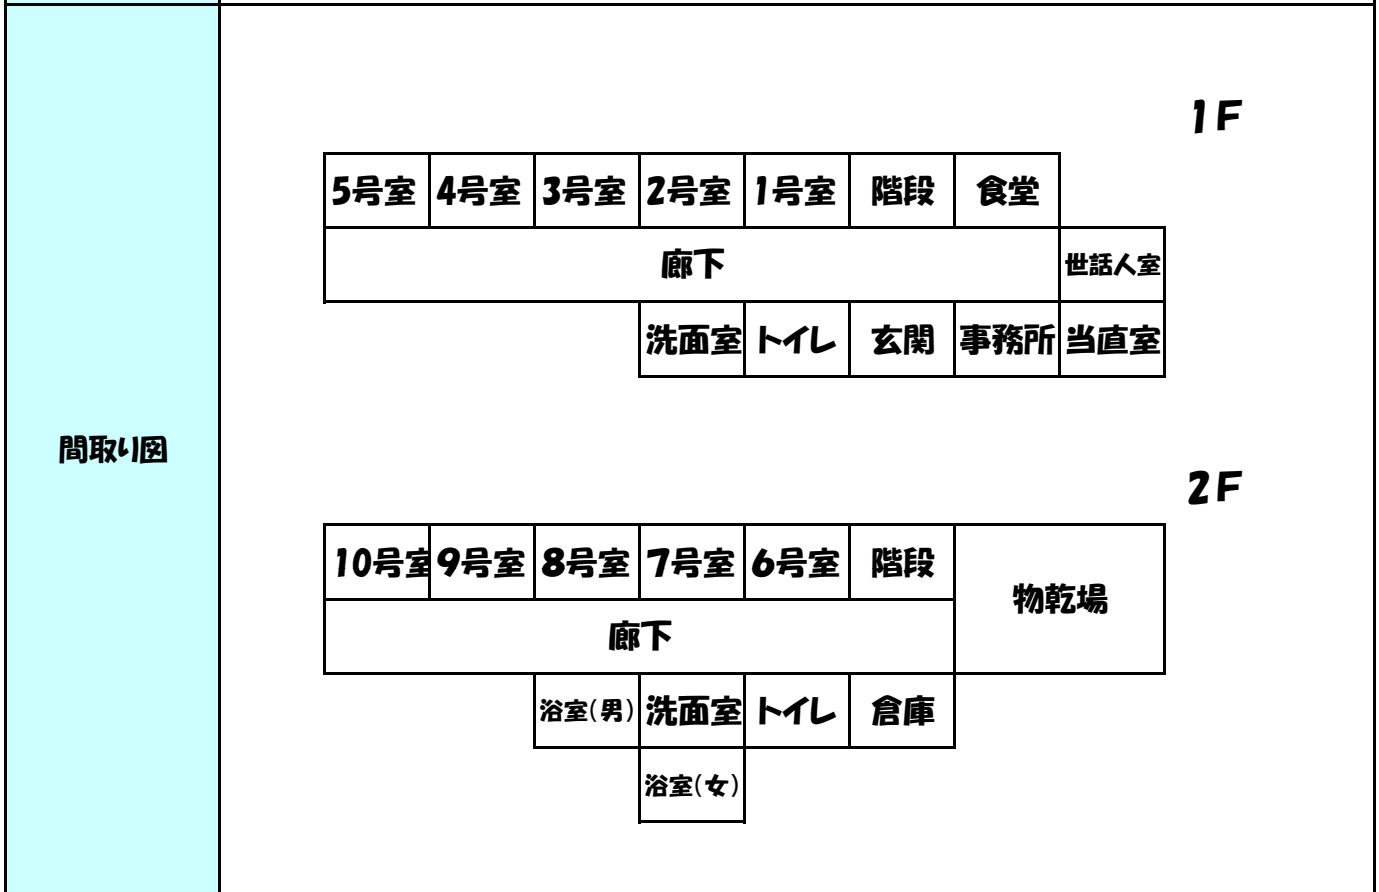 間取り図
1F
5号室 4号室 3号室 2号室 1号室 階段 食堂
廊下 世話人室
洗面室 トイレ 玄関 事務所 当直室
2F
10号室 9号室 8号室 7号室 6号室 階段
物乾場
廊下
浴室(男) 洗面室 トイレ 倉庫
浴室(女)